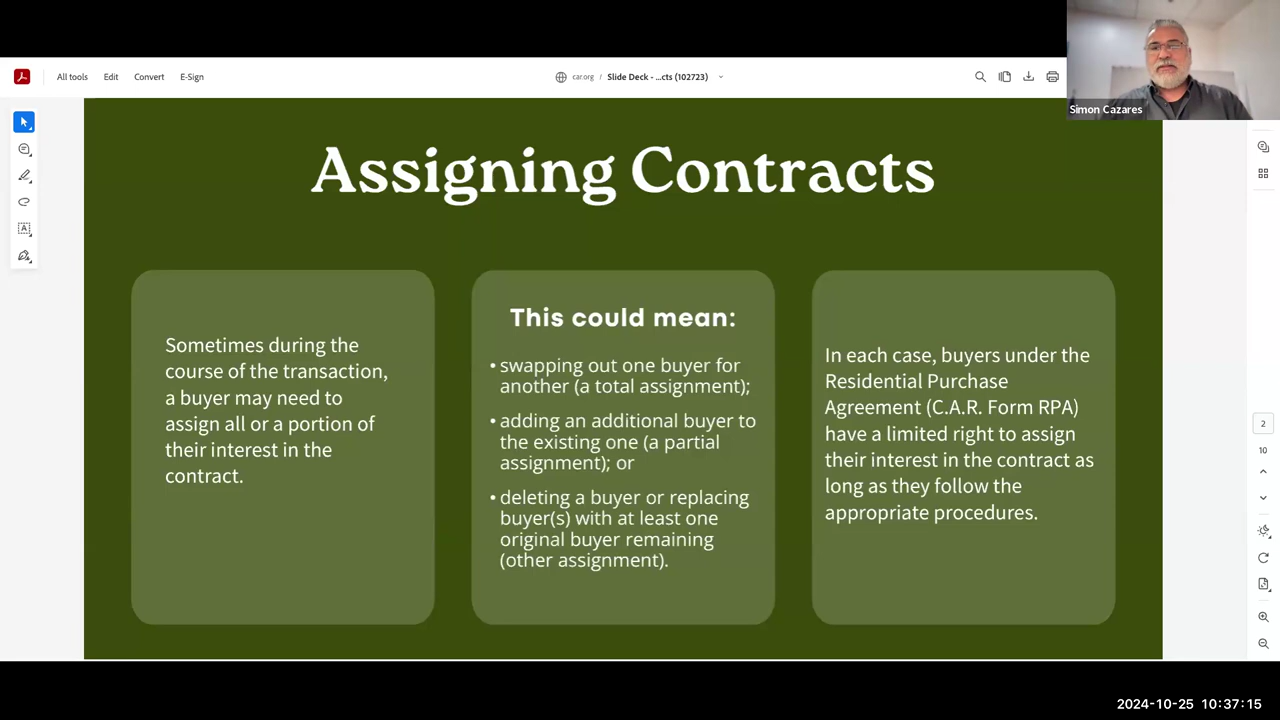 All tools Edit Convert E-Sign
car.org / Slide Deck - ...cts (102723)
Simon Cazares
Assigning Contracts
Sometimes during the
course of the transaction,
a buyer may need to
assign all or a portion of
their interest in the
contract.
This could mean:
• swapping out one buyer for
another (a total assignment);
• adding an additional buyer to
the existing one (a partial
assignment); or
• deleting a buyer or replacing
buyer(s) with at least one
original buyer remaining
(other assignment).
In each case, buyers under the
Residential Purchase
Agreement (C.A.R. Form RPA)
have a limited right to assign
their interest in the contract as
long as they follow the
appropriate procedures.
2
10
2024-10-25 10:37:15